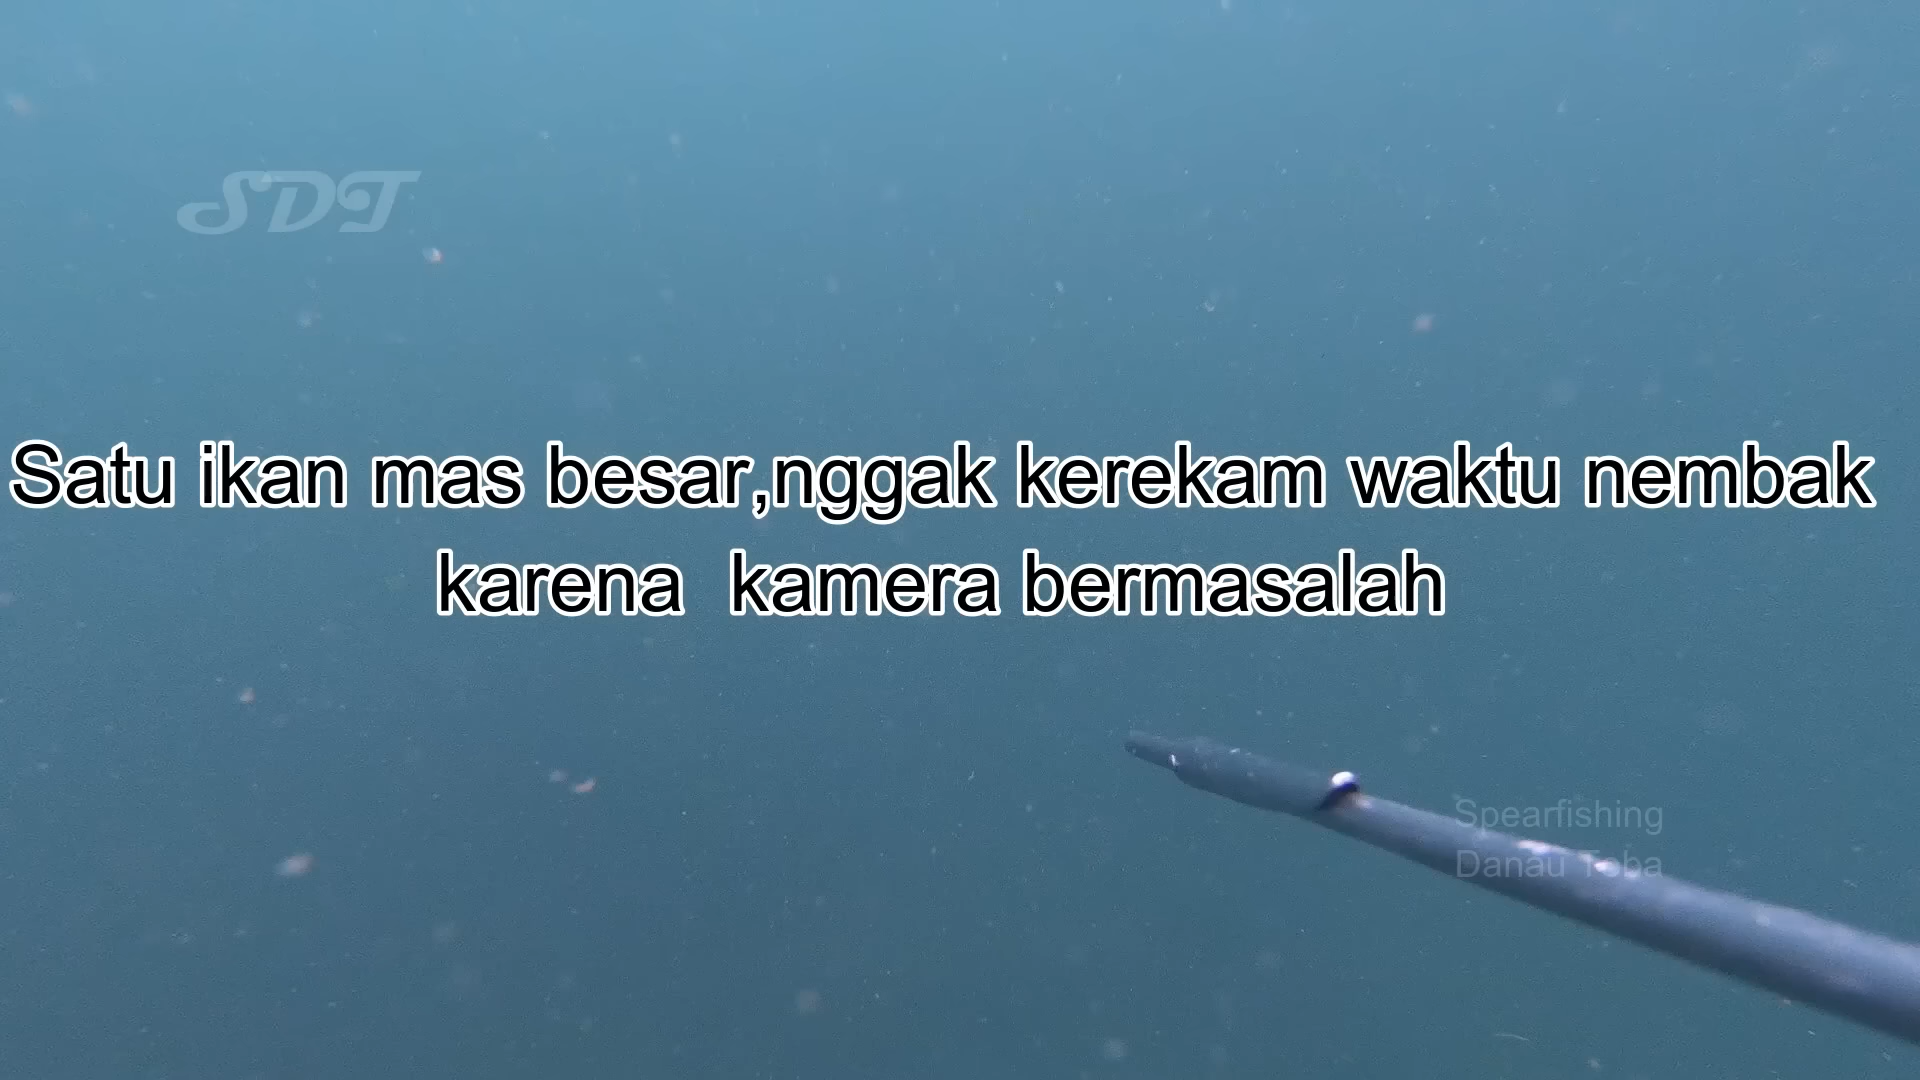 SDT
Satu ikan mas besar,nggak kerekam waktu nembak
karena  kamera bermasalah
Spearfishing
Danau Toba